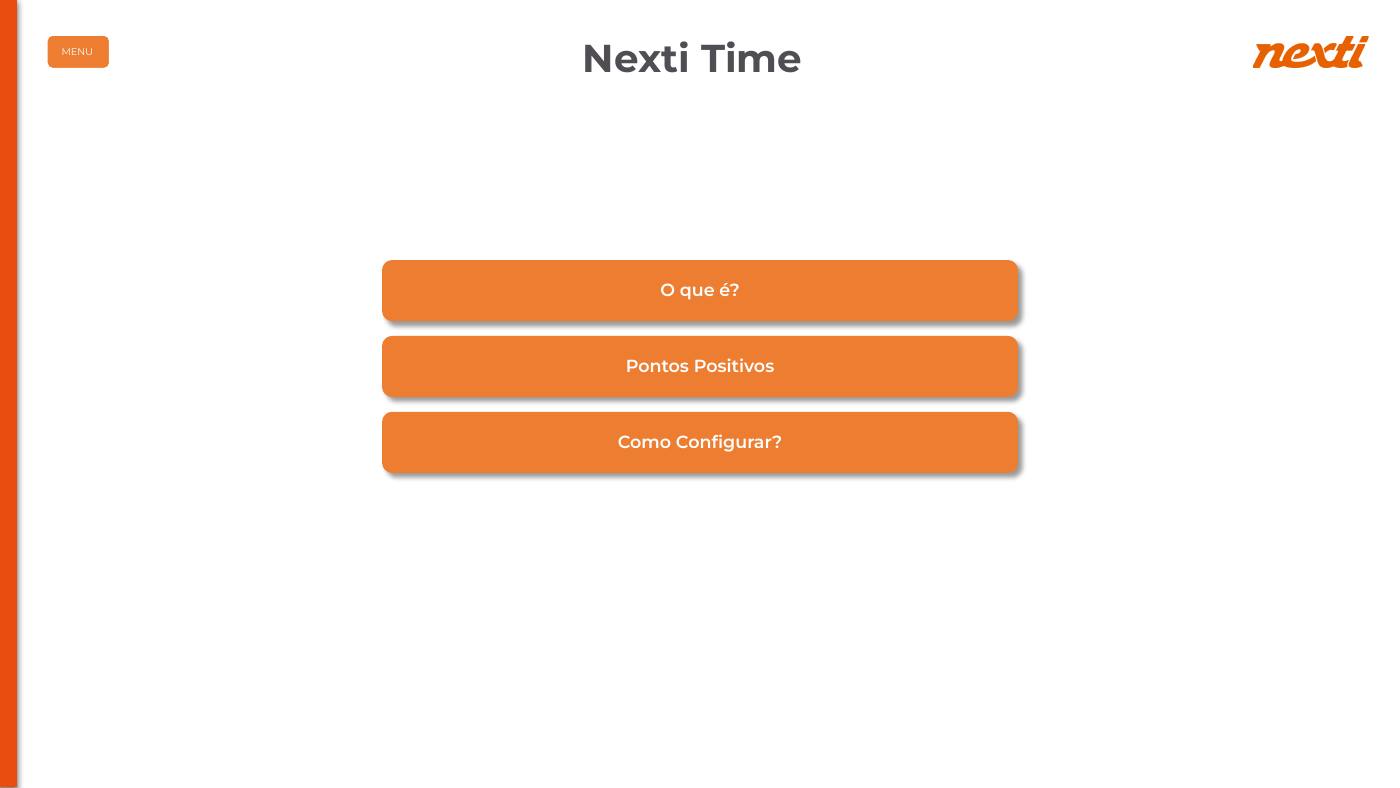 MENU
Nexti Time
nexti
O que é?
Pontos Positivos
Como Configurar?